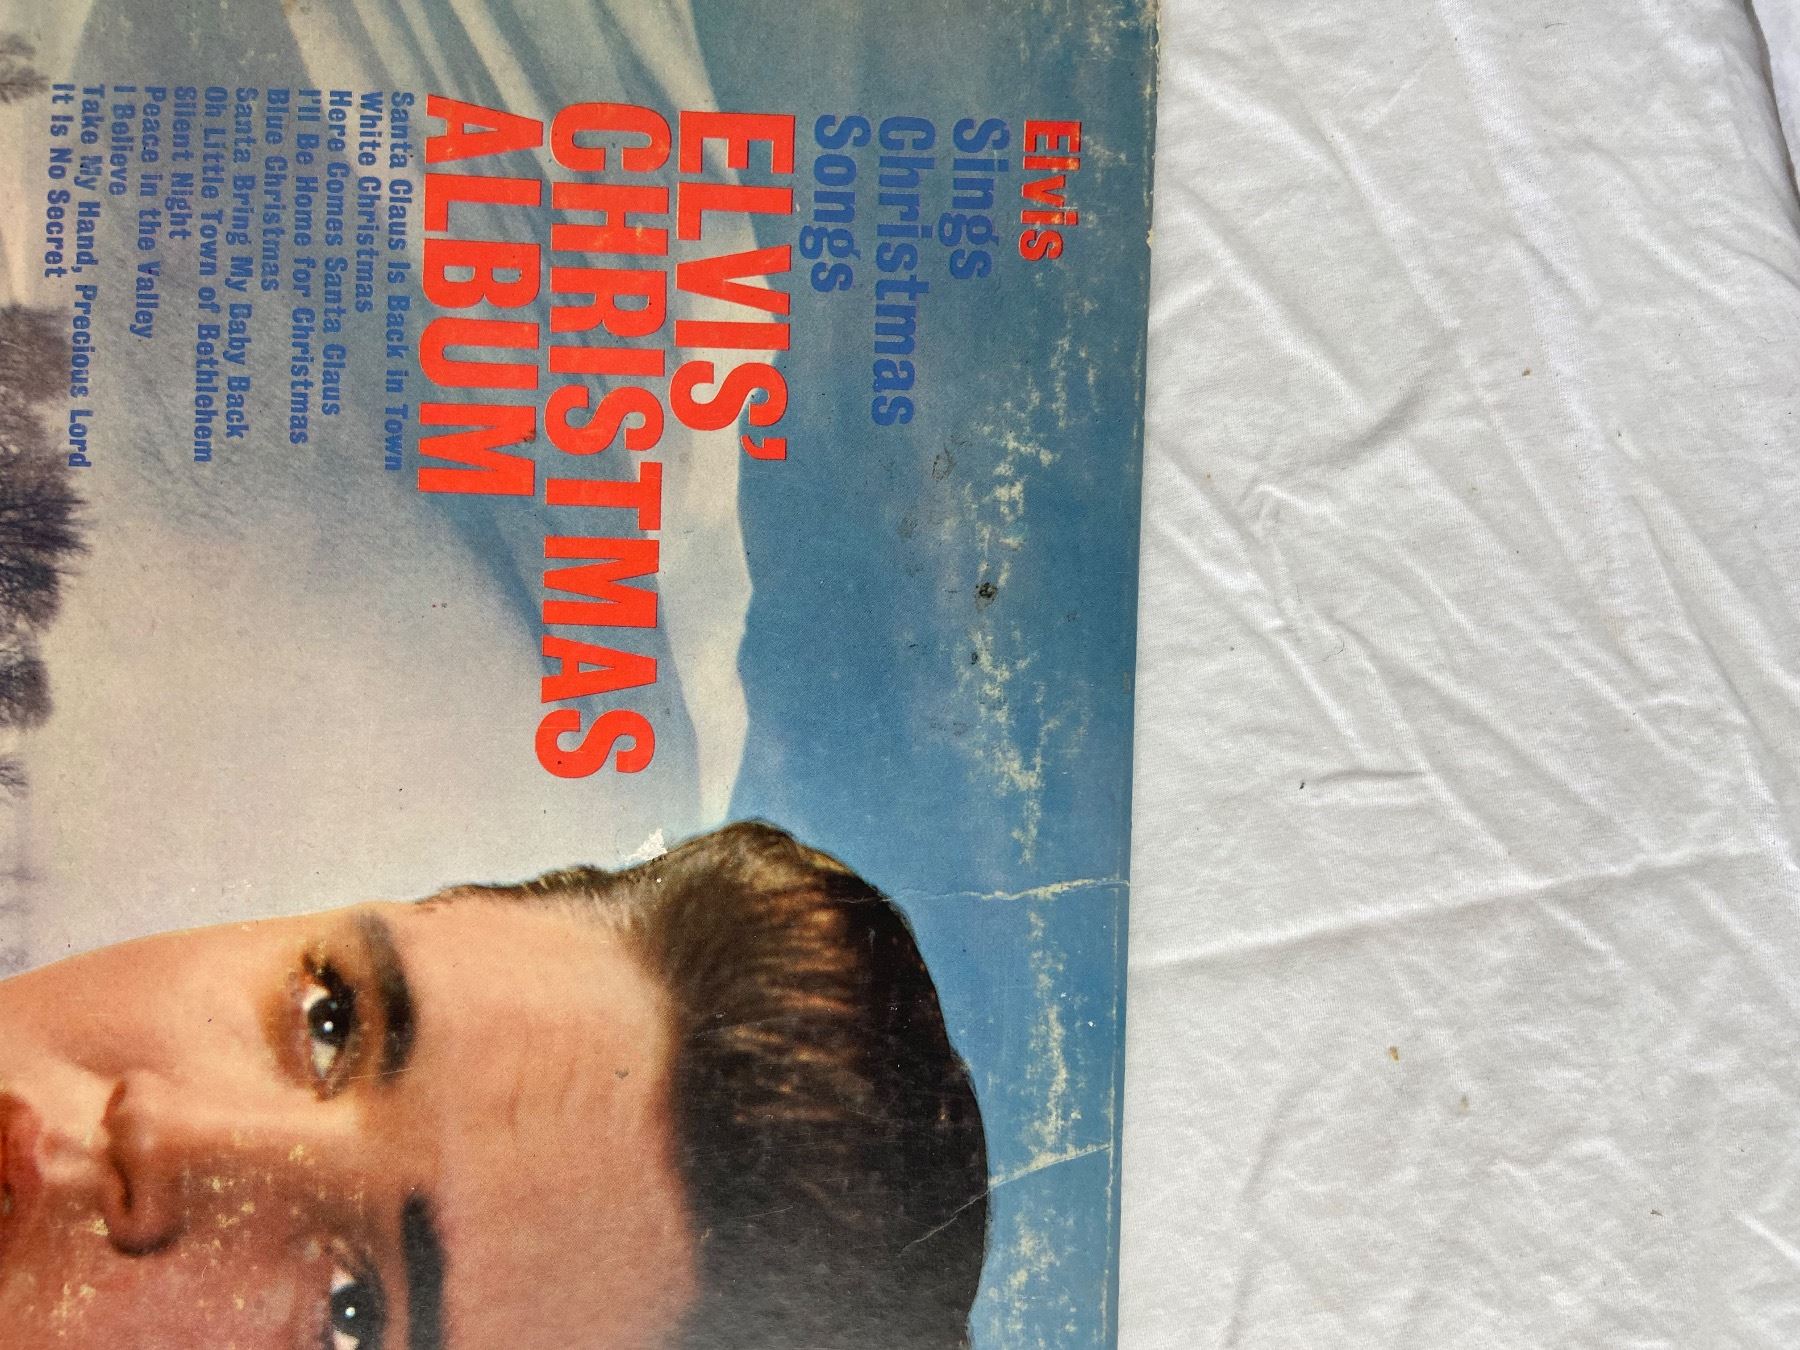 Elvis
Sings
Christmas
Songs
ELVIS'
CHRISTMAS
ALBUM
Santa Claus Is Back in Town
White Christmas
Here Comes Santa Claus
I'll Be Home for Christmas
Blue Christmas
Santa Bring My Baby Back
Oh Little Town of Bethlehem
Silent Night
Peace in the Valley
I Believe
Take My Hand, Precious Lord
It Is No Secret